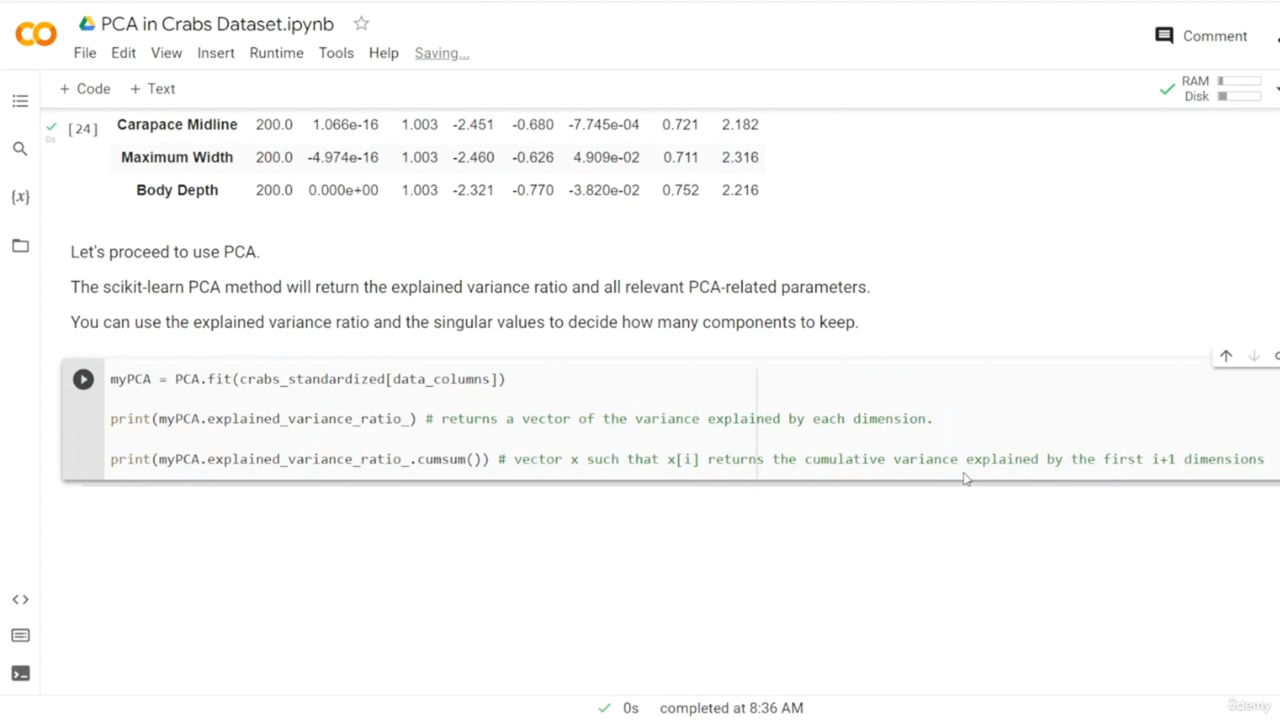 PCA in Crabs Dataset.ipynb
Comment
File Edit View Insert Runtime Tools Help Saving...
+ Code + Text
RAM
Disk
[24] Carapace Midline 200.0 1.066e-16 1.003 -2.451 -0.680 -7.745e-04 0.721 2.182
0s
Maximum Width 200.0 -4.974e-16 1.003 -2.460 -0.626 4.909e-02 0.711 2.316
Body Depth 200.0 0.000e+00 1.003 -2.321 -0.770 -3.820e-02 0.752 2.216
{x}
Let's proceed to use PCA.
The scikit-learn PCA method will return the explained variance ratio and all relevant PCA-related parameters.
You can use the explained variance ratio and the singular values to decide how many components to keep.
myPCA = PCA.fit(crabs_standardized[data_columns])
print(myPCA.explained_variance_ratio_) # returns a vector of the variance explained by each dimension.
print(myPCA.explained_variance_ratio_.cumsum()) # vector x such that x[i] returns the cumulative variance explained by the first i+1 dimensions
0s completed at 8:36 AM
ûdemy